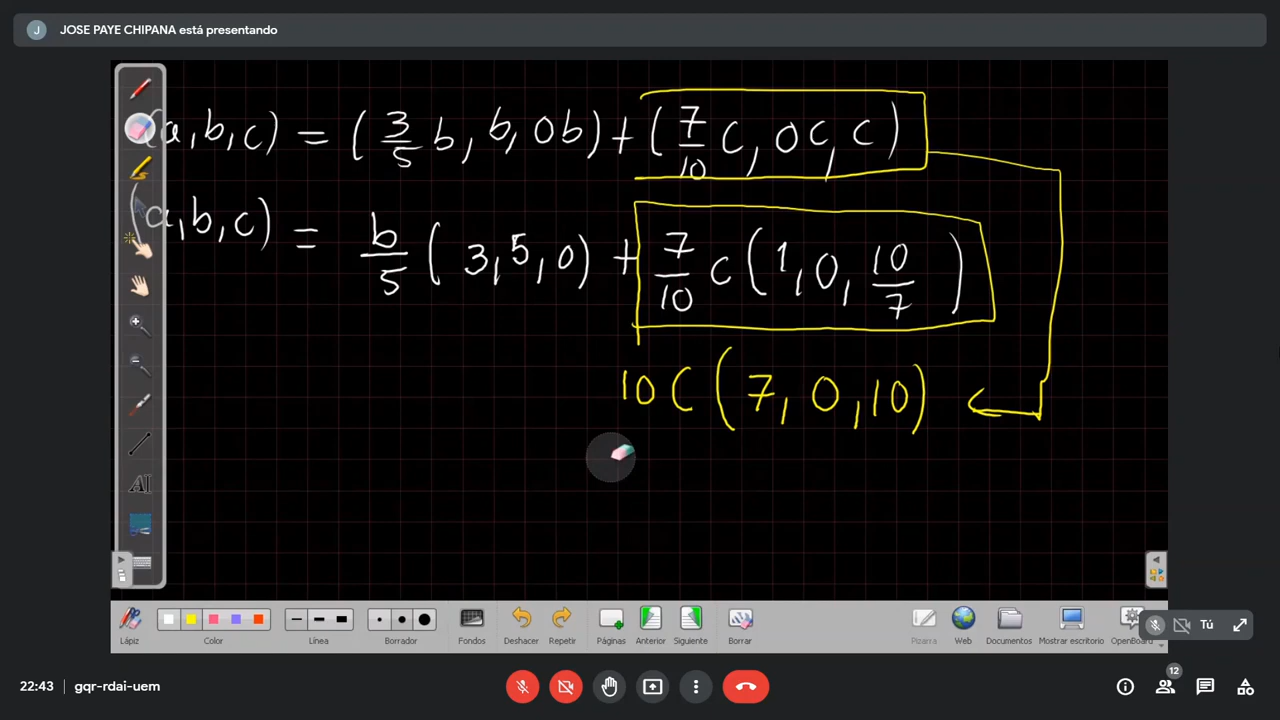 JOSE PAYE CHIPANA está presentando
(a,b,c) = ( 3/5 b, b, 0b) + ( 7/10 c, 0c, c)
(a,b,c) = b/5 ( 3,5,0) + 7/10 c ( 1,0, 10/7 )
10 C ( 7, 0, 10)
AI
Lápiz Color Línea Borrador Fondos Deshacer Repetir Páginas Anterior Siguiente Borrar Pizarra Web Documentos Mostrar escritorio OpenBoard
J
Tú
22:43 | gqr-rdai-uem
12